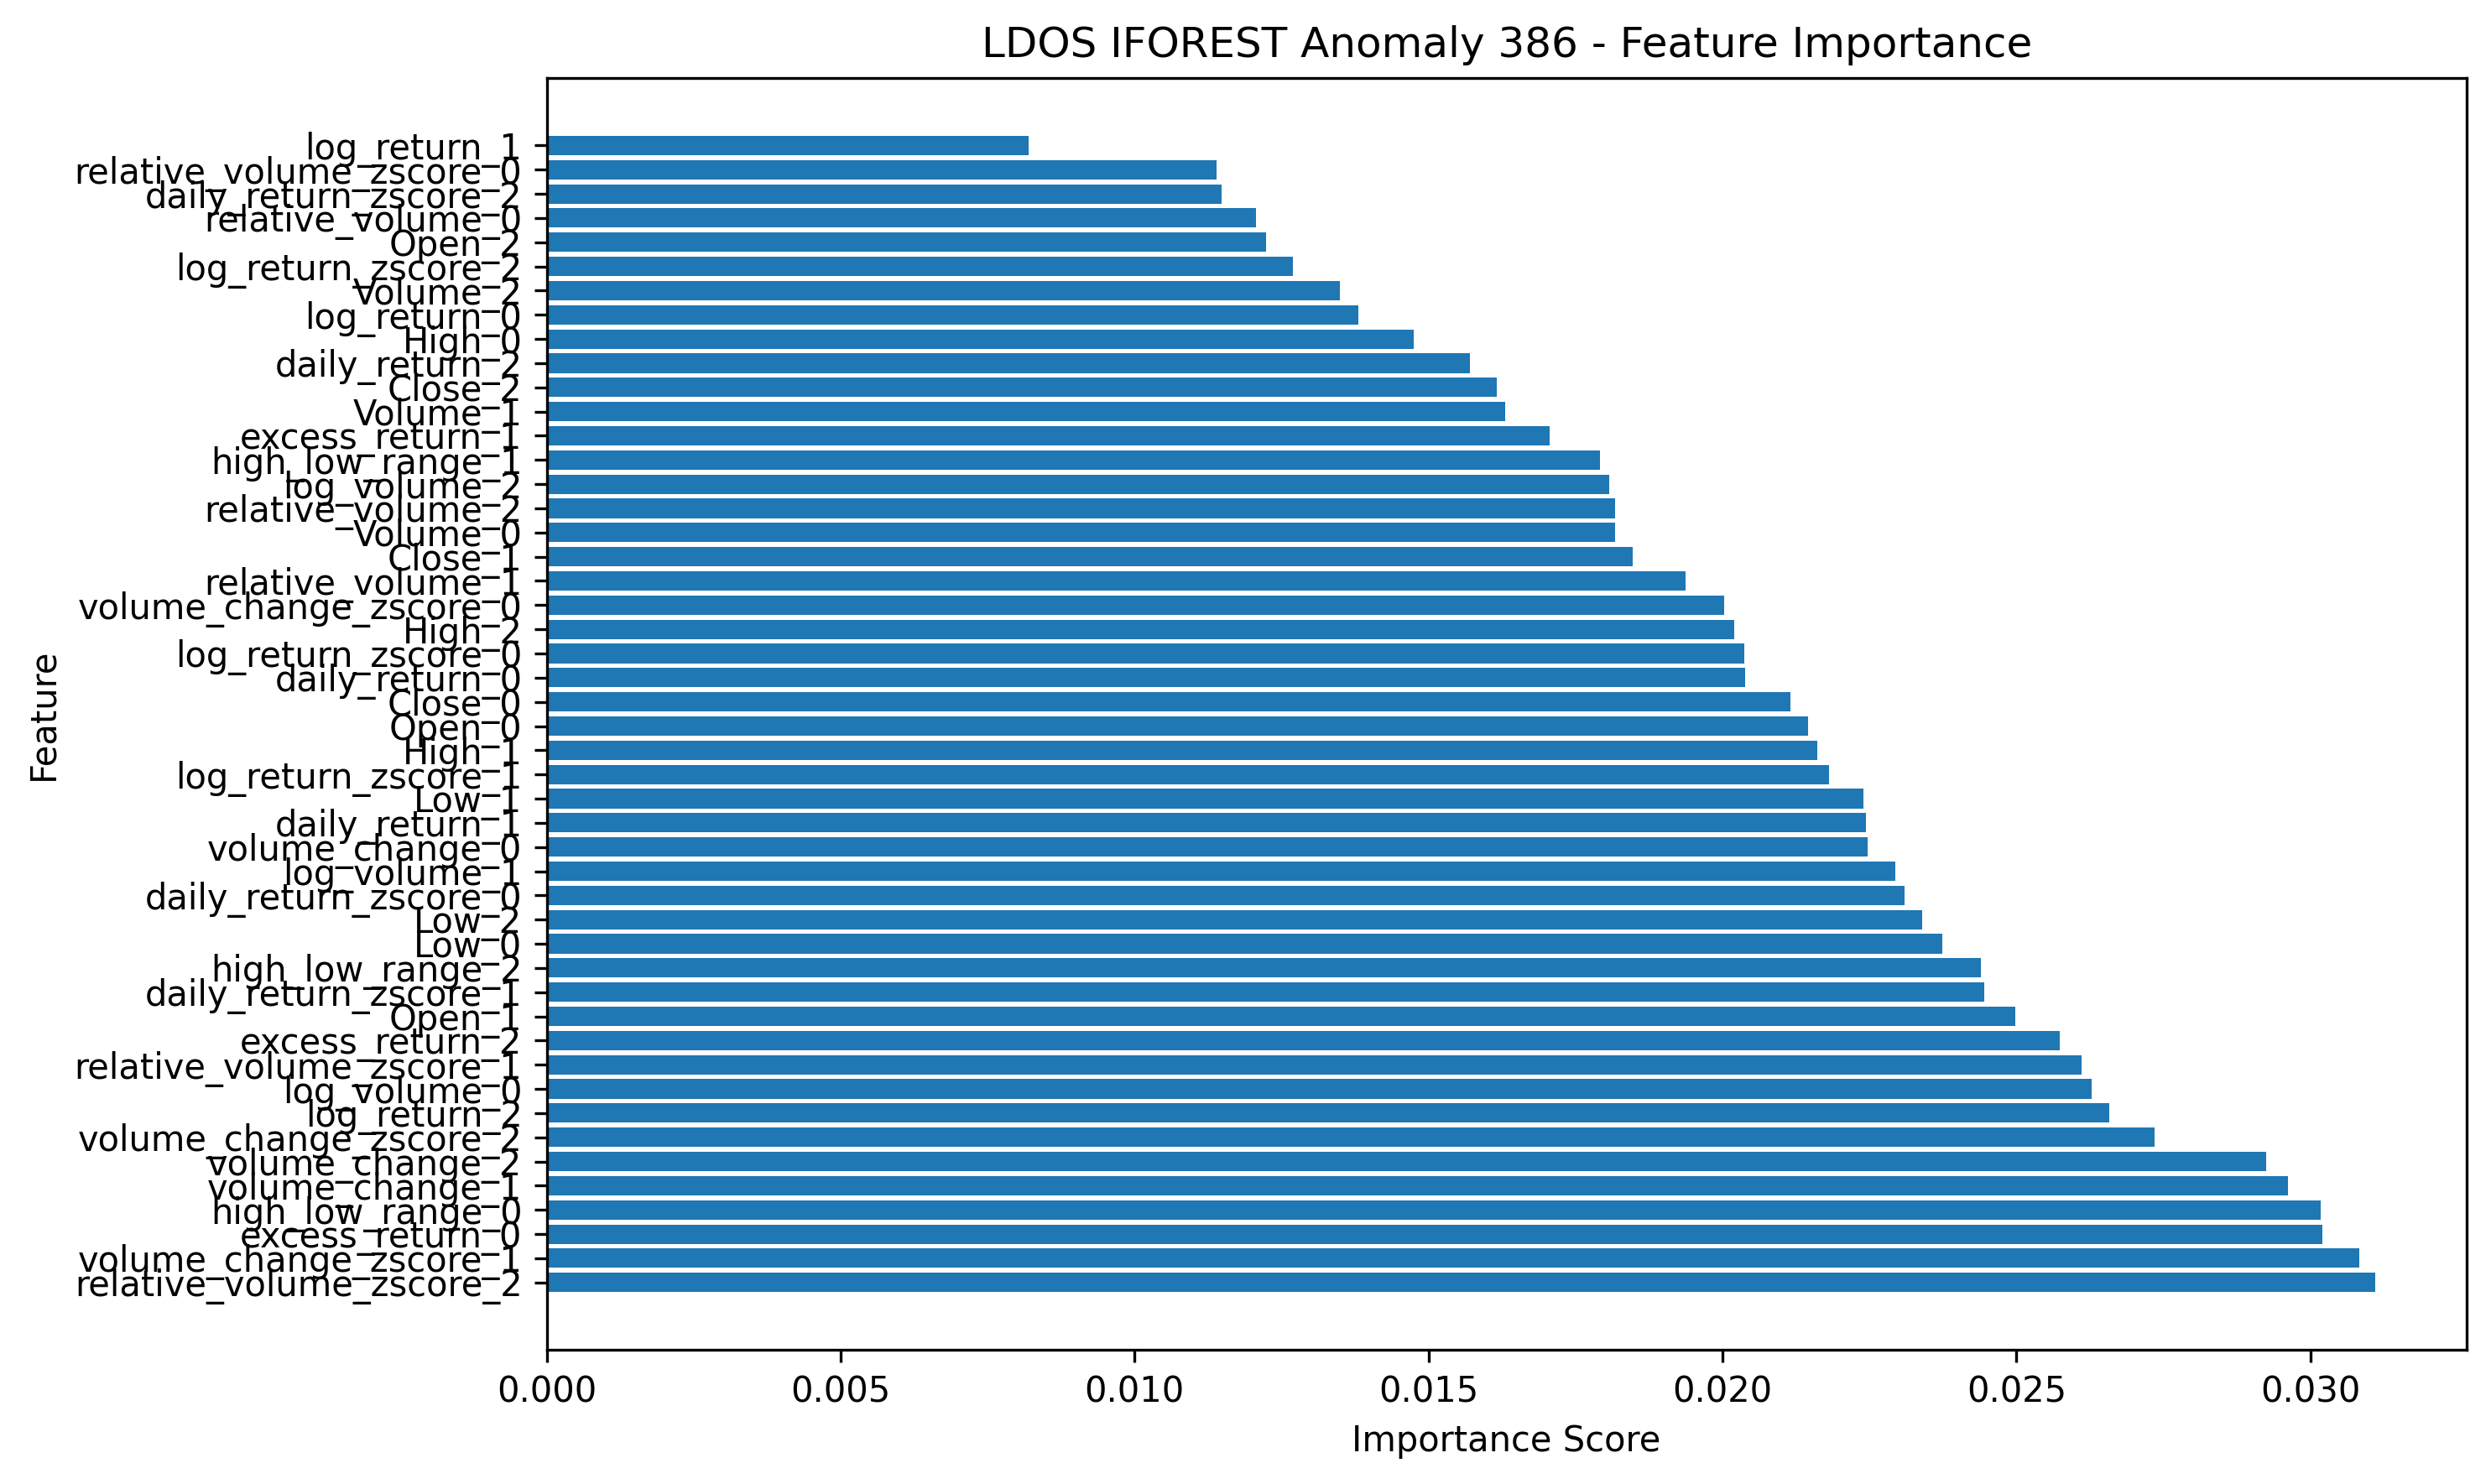 LDOS IFOREST Anomaly 386 - Feature Importance
log_return_1
relative_volume_zscore_0
daily_return_zscore_2
relative_volume_0
Open_2
log_return_zscore_2
Volume_2
log_return_0
High_0
daily_return_2
Close_2
Volume_1
excess_return_1
high_low_range_1
log_volume_2
relative_volume_2
Volume_0
Close_1
relative_volume_1
volume_change_zscore_0
High_2
log_return_zscore_0
daily_return_0
Close_0
Open_0
High_1
log_return_zscore_1
Low_1
daily_return_1
volume_change_0
log_volume_1
daily_return_zscore_0
Low_2
Low_0
high_low_range_2
daily_return_zscore_1
Open_1
excess_return_2
relative_volume_zscore_1
log_volume_0
log_return_2
volume_change_zscore_2
volume_change_2
volume_change_1
high_low_range_0
excess_return_0
volume_change_zscore_1
relative_volume_zscore_2
Feature
0.000 0.005 0.010 0.015 0.020 0.025 0.030
Importance Score